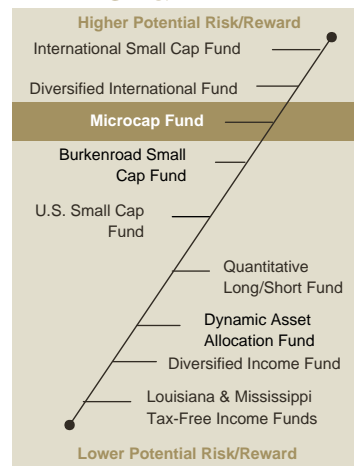 Higher Potential Risk/Reward
International Small Cap Fund
Diversified International Fund
Microcap Fund
Burkenroad Small
Cap Fund
U.S. Small Cap
Fund
Quantitative
Long/Short Fund
Dynamic Asset
Allocation Fund
Diversified Income Fund
Louisiana & Mississippi
Tax-Free Income Funds
Lower Potential Risk/Reward